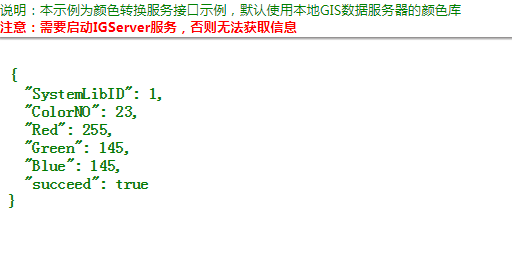 说明：本示例为颜色转换服务接口示例，默认使用本地GIS数据服务器的颜色库
注意：需要启动IGServer服务，否则无法获取信息
{
"SystemLibID": 1,
"ColorNO": 23,
"Red": 255,
"Green": 145,
"Blue": 145,
"succeed": true
}